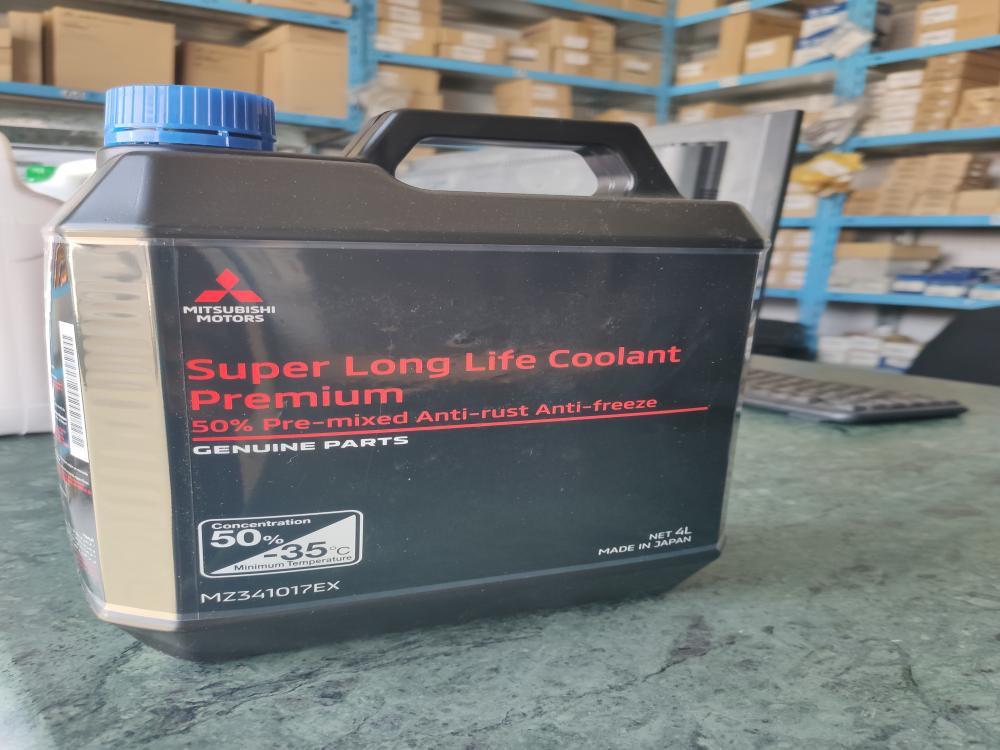 MITSUBISHI
MOTORS
Super Long Life Coolant
Premium
50% Pre-mixed Anti-rust Anti-freeze
GENUINE PARTS
Concentration
50%
-35°C
Minimum Temperature
MZ341017EX
NET 4L
MADE IN JAPAN